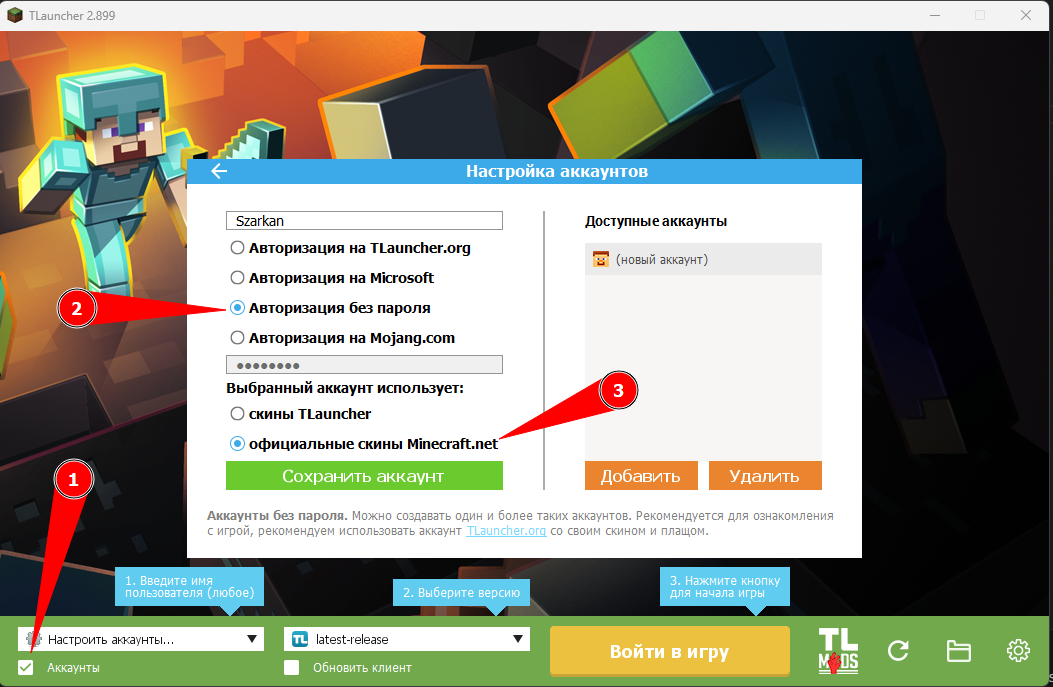 TLauncher 2.899
Настройка аккаунтов
Szarkan
Авторизация на TLauncher.org
Авторизация на Microsoft
Авторизация без пароля
Авторизация на Mojang.com
Выбранный аккаунт использует:
скины TLauncher
официальные скины Minecraft.net
Сохранить аккаунт
Доступные аккаунты
(новый аккаунт)
Добавить
Удалить
2
3
1
Аккаунты без пароля. Можно создавать один и более таких аккаунтов. Рекомендуется для ознакомления
с игрой, рекомендуем использовать аккаунт TLauncher.org со своим скином и плащом.
1. Введите имя
пользователя (любое)
2. Выберите версию
3. Нажмите кнопку
для начала игры
Настроить аккаунты...
TL latest-release
Войти в игру
TL
MODS
Аккаунты
Обновить клиент